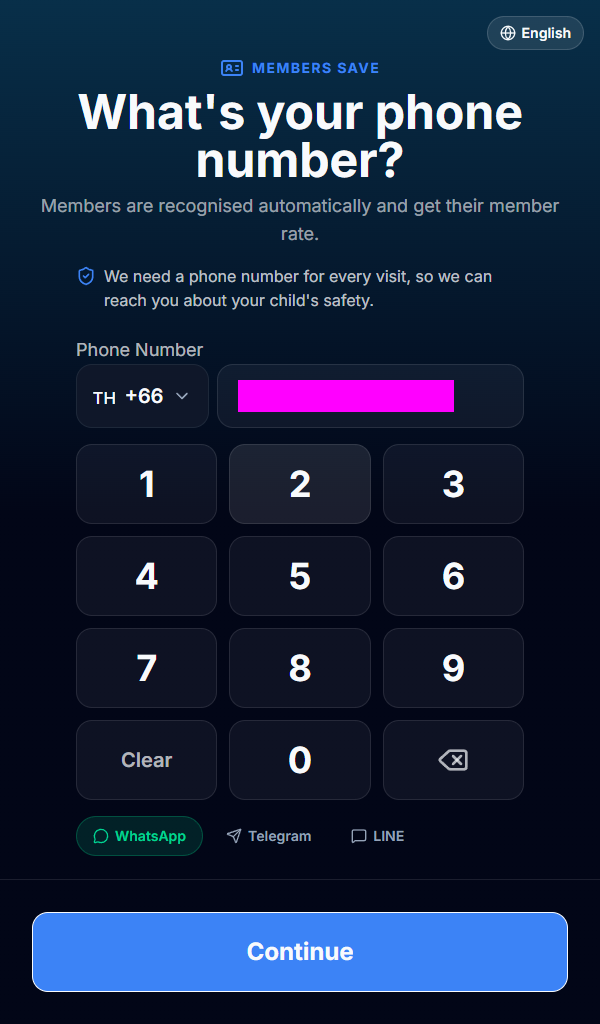 English
MEMBERS SAVE
What's your phone
number?
Members are recognised automatically and get their member
rate.
We need a phone number for every visit, so we can
reach you about your child's safety.
Phone Number
TH +66
1 2 3
4 5 6
7 8 9
Clear 0
WhatsApp Telegram LINE
Continue